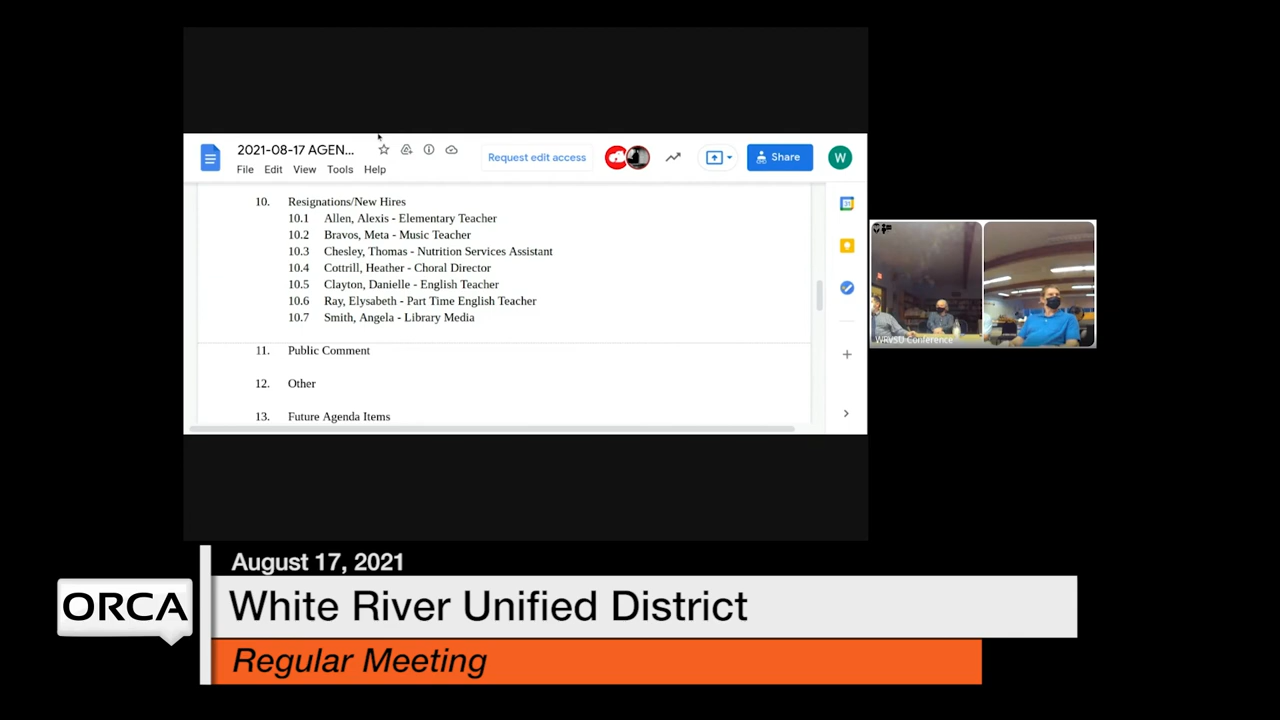 2021-08-17 AGEN...
File Edit View Tools Help
Request edit access
Share
W
10. Resignations/New Hires
10.1 Allen, Alexis - Elementary Teacher
10.2 Bravos, Meta - Music Teacher
10.3 Chesley, Thomas - Nutrition Services Assistant
10.4 Cottrill, Heather - Choral Director
10.5 Clayton, Danielle - English Teacher
10.6 Ray, Elysabeth - Part Time English Teacher
10.7 Smith, Angela - Library Media
11. Public Comment
12. Other
13. Future Agenda Items
31
WRVSU Conference
August 17, 2021
ORCA
White River Unified District
Regular Meeting